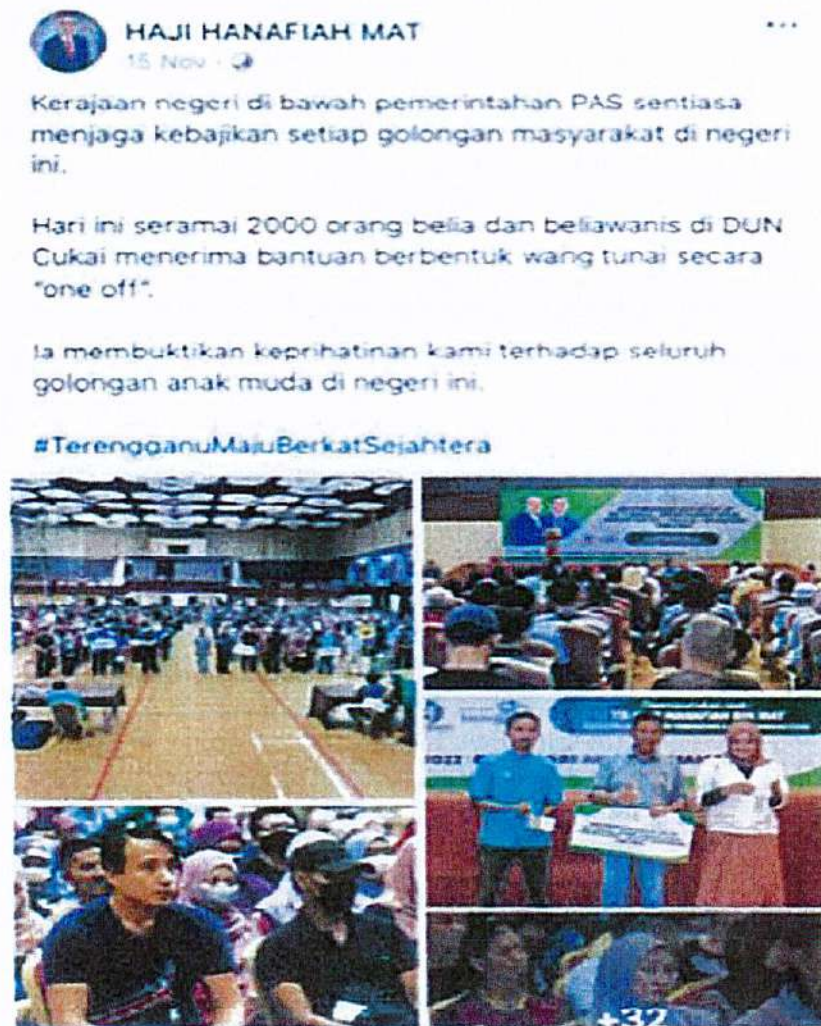 HAJI HANAFIAH MAT
15 Nov ·
Kerajaan negeri di bawah pemerintahan PAS sentiasa
menjaga kebajikan setiap golongan masyarakat di negeri
ini.
Hari ini seramai 2000 orang belia dan beliawanis di DUN
Cukai menerima bantuan berbentuk wang tunai secara
"one off".
Ia membuktikan keprihatinan kami terhadap seluruh
golongan anak muda di negeri ini.
#TerengganuMajuBerkatSejahtera
2022
+32